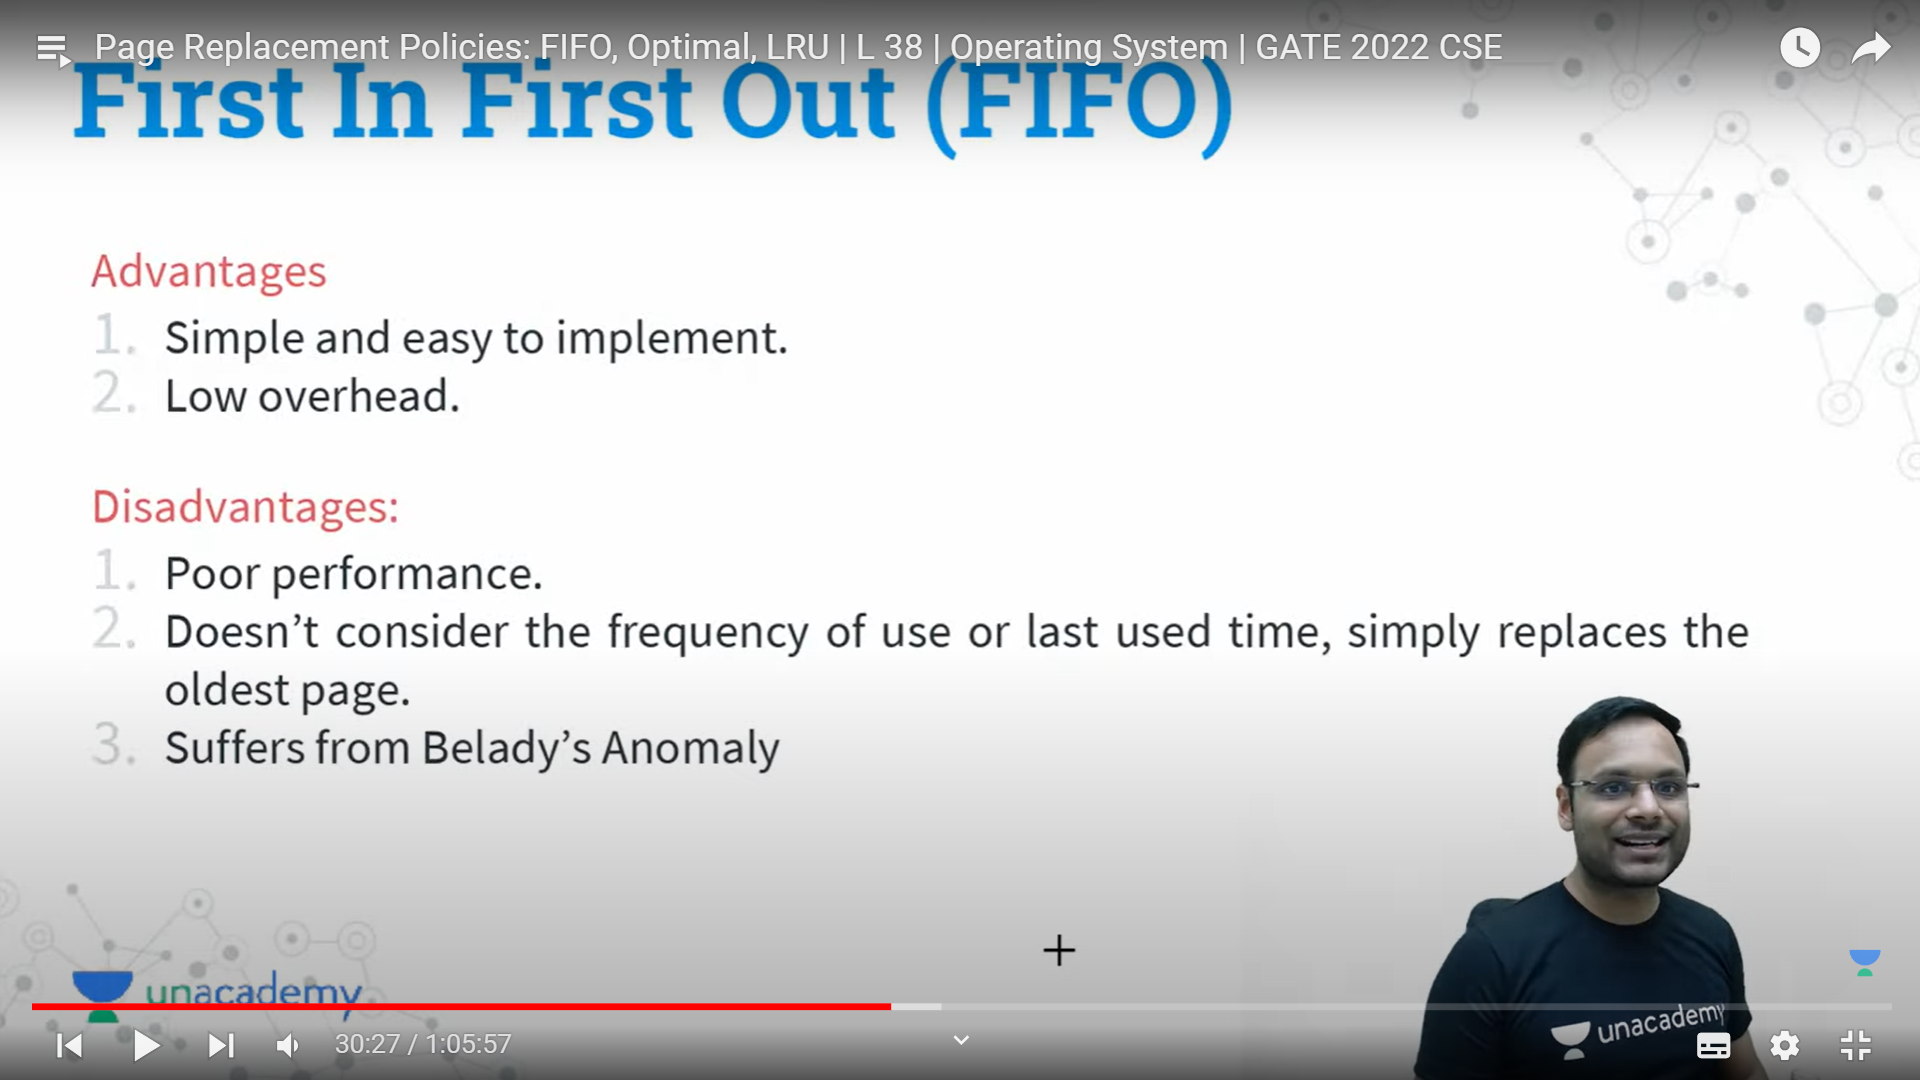 Page Replacement Policies: FIFO, Optimal, LRU | L 38 | Operating System | GATE 2022 CSE
First In First Out (FIFO)
Advantages
1. Simple and easy to implement.
2. Low overhead.
Disadvantages:
1. Poor performance.
2. Doesn’t consider the frequency of use or last used time, simply replaces the
oldest page.
3. Suffers from Belady’s Anomaly
unacademy
unacademy
30:27 / 1:05:57